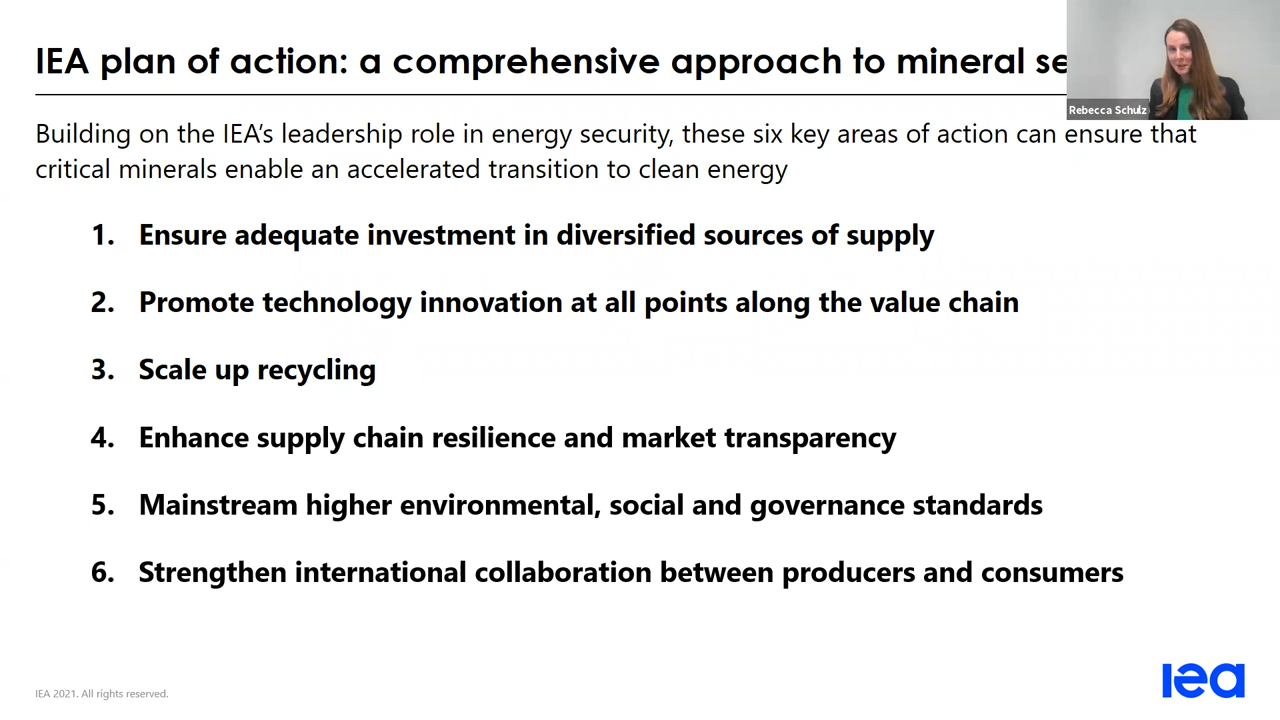 IEA plan of action: a comprehensive approach to mineral se
Rebecca Schulz
Building on the IEA’s leadership role in energy security, these six key areas of action can ensure that
critical minerals enable an accelerated transition to clean energy
1. Ensure adequate investment in diversified sources of supply
2. Promote technology innovation at all points along the value chain
3. Scale up recycling
4. Enhance supply chain resilience and market transparency
5. Mainstream higher environmental, social and governance standards
6. Strengthen international collaboration between producers and consumers
IEA 2021. All rights reserved.
iea